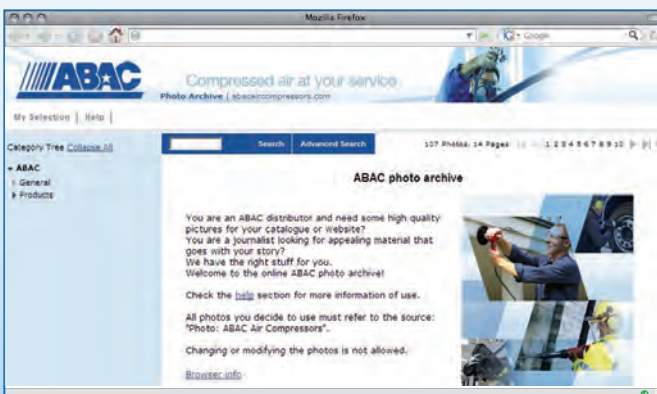 Mozilla Firefox
Google
ABAC
Compressed air at your service
Photo Archive | abacaircompressors.com
My Selection | Help |
Category Tree Collapse All
ABAC
General
Products
Search
Advanced Search
107 Photos, 14 Pages
1 2 3 4 5 6 7 8 9 10
ABAC photo archive
You are an ABAC distributor and need some high quality
pictures for your catalogue or website?
You are a journalist looking for appealing material that
goes with your story?
We have the right stuff for you.
Welcome to the online ABAC photo archive!
Check the help section for more information of use.
All photos you decide to use must refer to the source:
"Photo: ABAC Air Compressors".
Changing or modifying the photos is not allowed.
Browser info